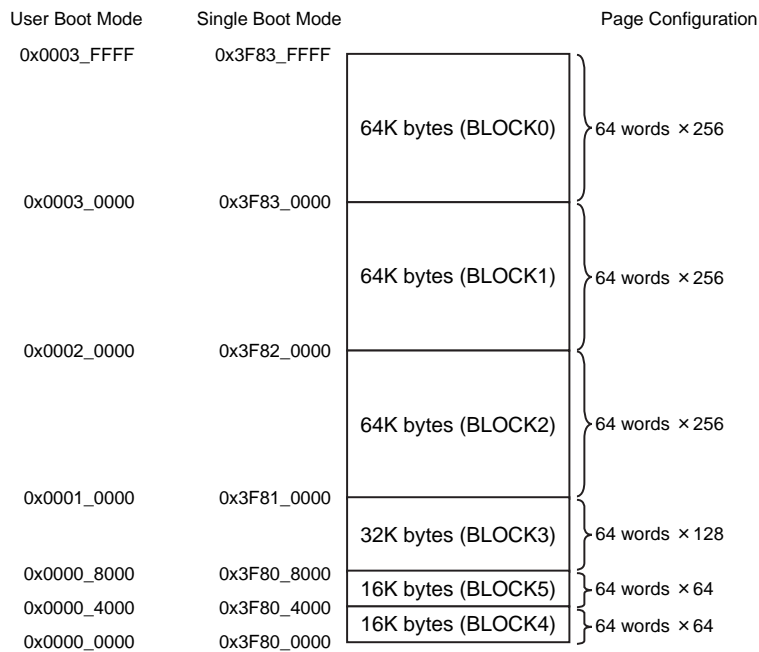 User Boot Mode Single Boot Mode Page Configuration
0x0003_FFFF 0x3F83_FFFF
64K bytes (BLOCK0) 64 words × 256
0x0003_0000 0x3F83_0000
64K bytes (BLOCK1) 64 words × 256
0x0002_0000 0x3F82_0000
64K bytes (BLOCK2) 64 words × 256
0x0001_0000 0x3F81_0000
32K bytes (BLOCK3) 64 words × 128
0x0000_8000 0x3F80_8000
16K bytes (BLOCK5) 64 words × 64
0x0000_4000 0x3F80_4000
16K bytes (BLOCK4) 64 words × 64
0x0000_0000 0x3F80_0000